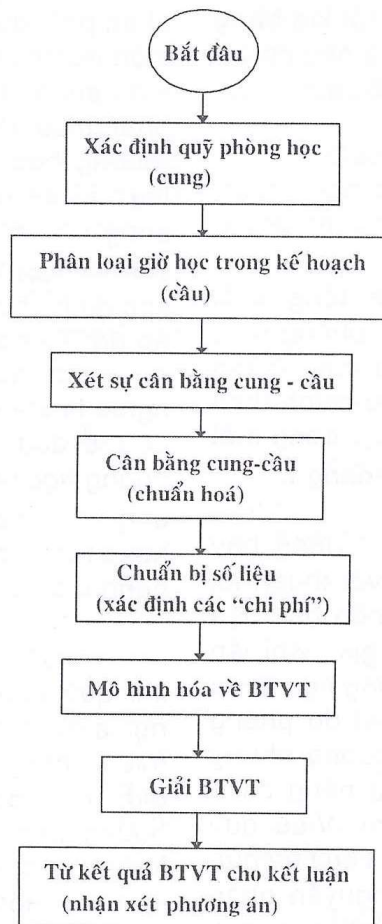 Bắt đâu
Xác định quỹ phòng học
(cung)
Phân loại giờ học trong kế hoạch
(cầu)
Xét sự cân bằng cung - cầu
Cân bằng cung-cầu
(chuẩn hoá)
Chuẩn bị số liệu
(xác định các “chi phí”)
Mô hình hóa về BTVT
Giải BTVT
Từ kết quả BTVT cho kết luận
(nhận xét phương án)